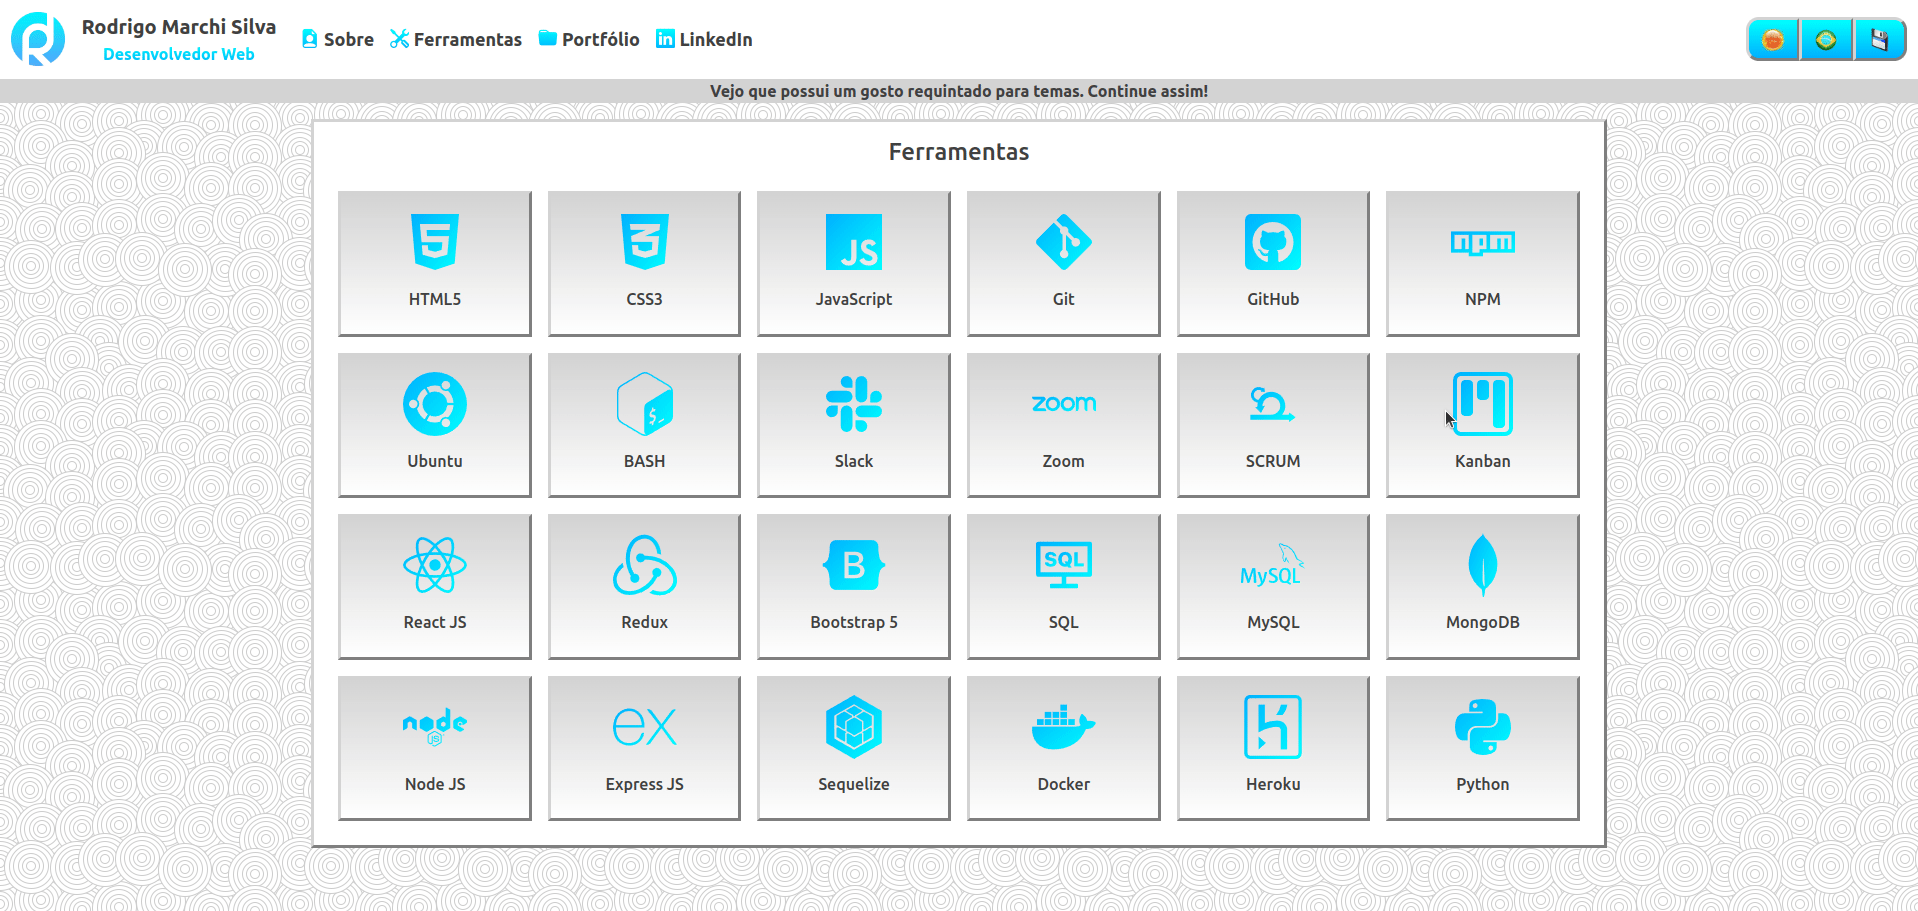 Rodrigo Marchi Silva
Desenvolvedor Web
Sobre
Ferramentas
Portfólio
LinkedIn
Vejo que possui um gosto requintado para temas. Continue assim!
Ferramentas
HTML5
CSS3
JS
JavaScript
Git
GitHub
npm
NPM
Ubuntu
$_
BASH
Slack
zoom
Zoom
SCRUM
Kanban
React JS
Redux
B
Bootstrap 5
SQL
SQL
MySQL
MySQL
MongoDB
node
JS
Node JS
ex
Express JS
Sequelize
Docker
Heroku
Python